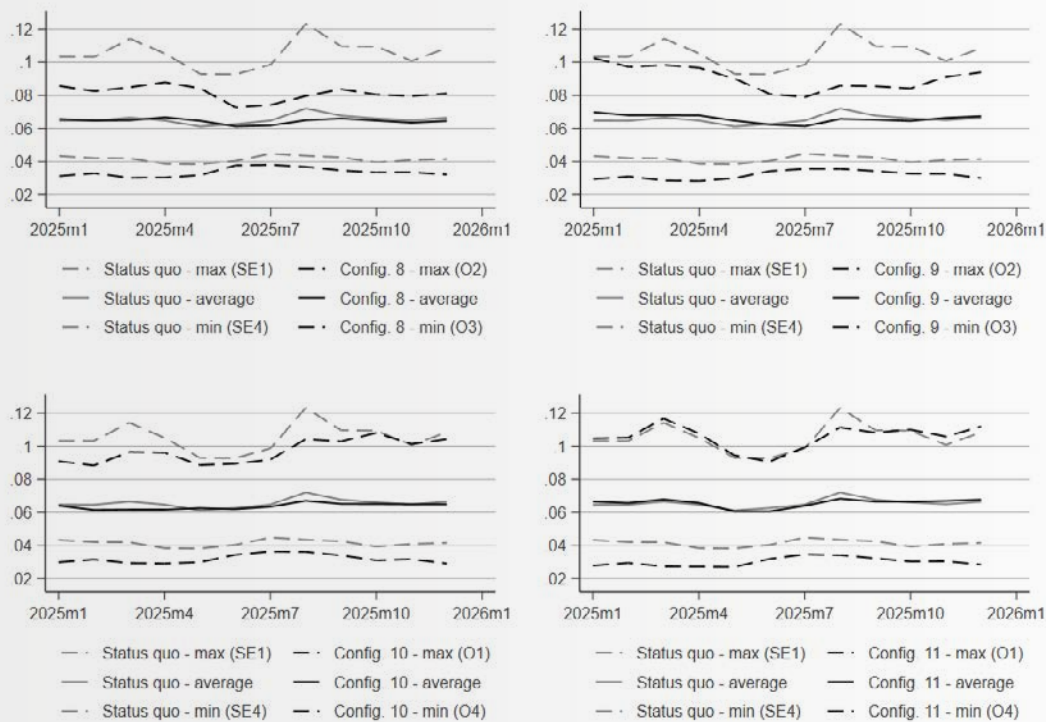 .12
.1
.08
.06
.04
.02
2025m1 2025m4 2025m7 2025m10 2026m1
Status quo - max (SE1) Config. 8 - max (O2)
Status quo - average Config. 8 - average
Status quo - min (SE4) Config. 8 - min (O3)
.12
.1
.08
.06
.04
.02
2025m1 2025m4 2025m7 2025m10 2026m1
Status quo - max (SE1) Config. 9 - max (O2)
Status quo - average Config. 9 - average
Status quo - min (SE4) Config. 9 - min (O3)
.12
.1
.08
.06
.04
.02
2025m1 2025m4 2025m7 2025m10 2026m1
Status quo - max (SE1) Config. 10 - max (O1)
Status quo - average Config. 10 - average
Status quo - min (SE4) Config. 10 - min (O4)
.12
.1
.08
.06
.04
.02
2025m1 2025m4 2025m7 2025m10 2026m1
Status quo - max (SE1) Config. 11 - max (O1)
Status quo - average Config. 11 - average
Status quo - min (SE4) Config. 11 - min (O4)